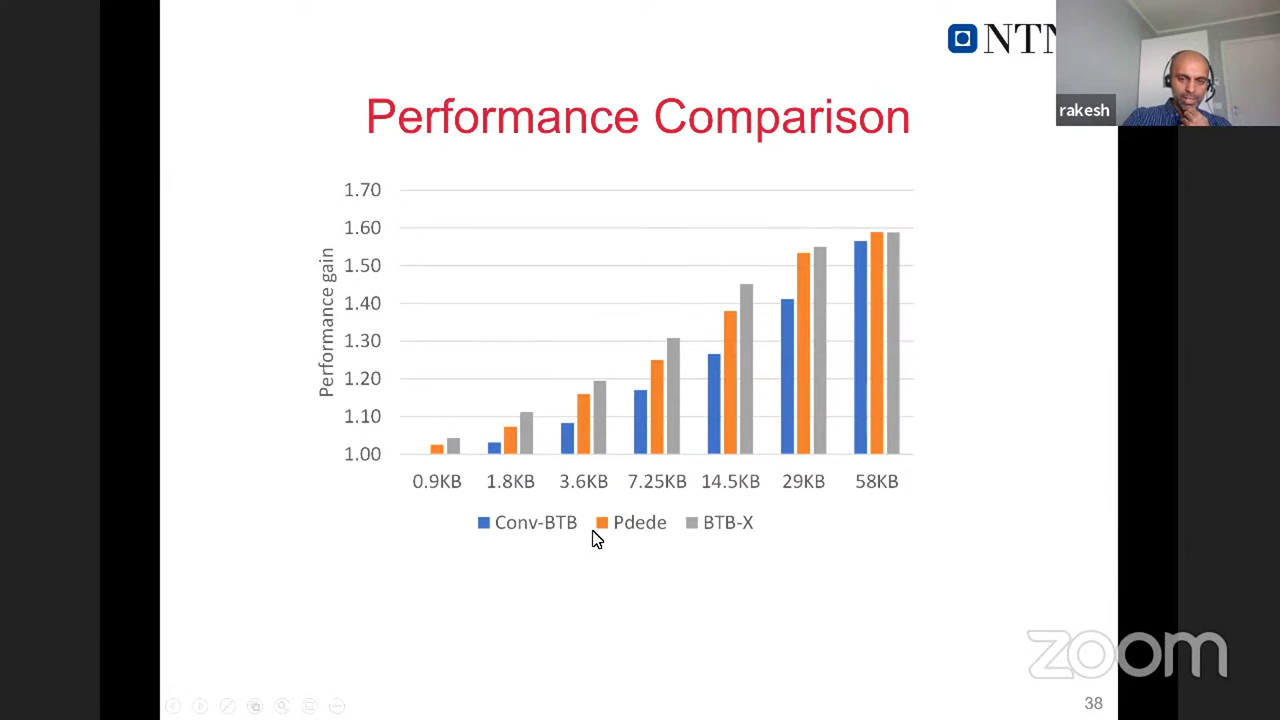 NTN
rakesh
Performance Comparison
Performance gain
1.70
1.60
1.50
1.40
1.30
1.20
1.10
1.00
0.9KB 1.8KB 3.6KB 7.25KB 14.5KB 29KB 58KB
Conv-BTB Pdede BTB-X
zoom
38